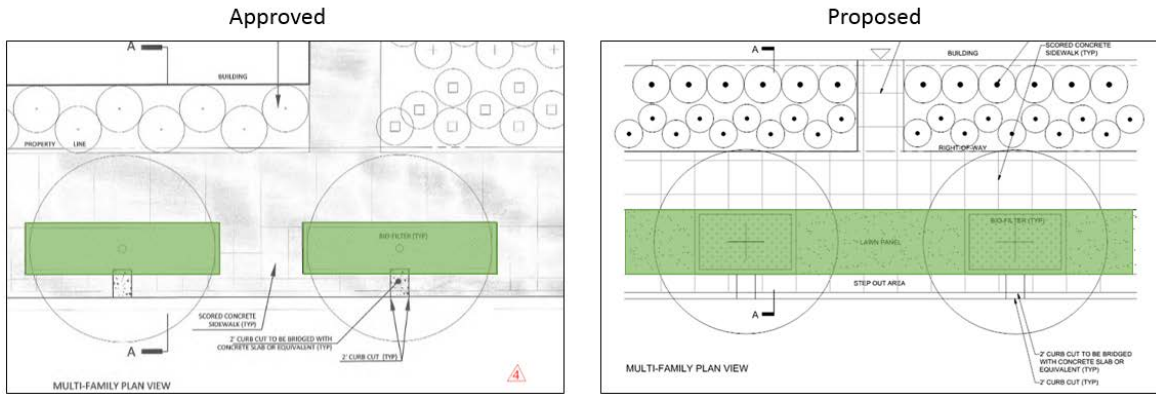 Approved
A
BUILDING
PROPERTY LINE
BIO-FILTER (TYP)
SCORED CONCRETE
SIDEWALK (TYP)
2' CURB CUT TO BE BRIDGED WITH
CONCRETE SLAB OR EQUIVALENT (TYP)
2' CURB CUT (TYP)
A
MULTI-FAMILY PLAN VIEW
4
Proposed
A
BUILDING
SCORED CONCRETE
SIDEWALK (TYP)
RIGHT-OF-WAY
BIO-FILTER (TYP)
LAWN PANEL
STEP OUT AREA
A
2' CURB CUT TO BE BRIDGED
WITH CONCRETE SLAB OR
EQUIVALENT (TYP)
2' CURB CUT (TYP)
MULTI-FAMILY PLAN VIEW